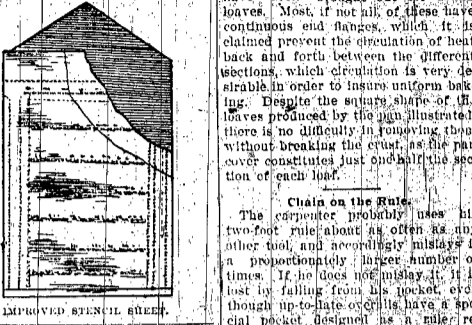 IMPROVED STENCIL SHEET.
loaves. Most, if not all, of these have
continuous end flanges, which it is
claimed prevent the circulation of heat
back and forth between the different
sections, which circulation is very de-
sirable in order to insure uniform bak-
ing. Despite the square shape of the
loaves produced by the pan illustrated
there is no difficulty in removing them
without breaking the crust, as the pan
cover constitutes just one-half the sec-
tion of each loaf.
Chain on the Rule.
The carpenter probably uses his
two-foot rule about as often as any
other tool, and accordingly mislays it
a proportionately larger number of
times. If he does not mislay it, it is
lost by falling from his pocket, even
though up-to-date overalls have a spe-
cial pocket designed as a rule